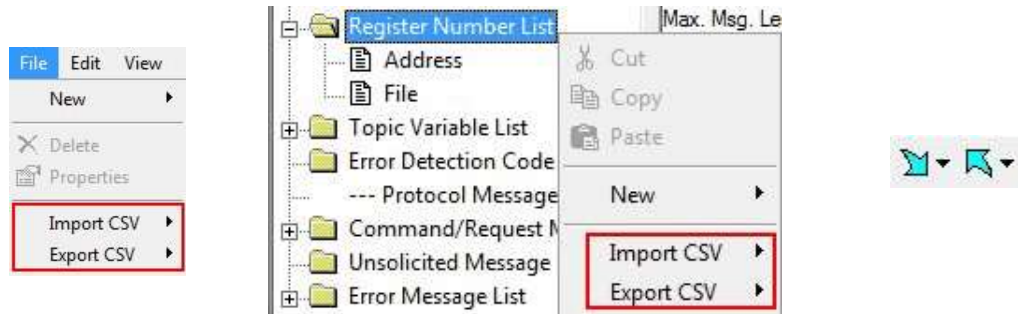 File Edit View
New
Delete
Properties
Import CSV
Export CSV
Register Number List
Address
File
Topic Variable List
Error Detection Code
--- Protocol Message
Command/Request
Unsolicited Message
Error Message List
Max. Msg. Le
Cut
Copy
Paste
New
Import CSV
Export CSV